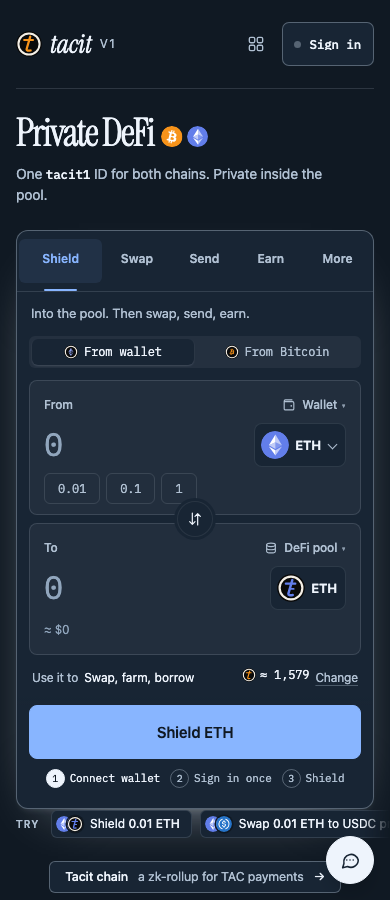 tacit V1
Sign in
Private DeFi
One tacit1 ID for both chains. Private inside the
pool.
Shield Swap Send Earn More
Into the pool. Then swap, send, earn.
From wallet From Bitcoin
From Wallet
0 ETH
0.01 0.1 1
To DeFi pool
0 ETH
≈ $0
Use it to Swap, farm, borrow ≈ 1,579 Change
Shield ETH
1 Connect wallet 2 Sign in once 3 Shield
TRY Shield 0.01 ETH Swap 0.01 ETH to USDC p
Tacit chain a zk-rollup for TAC payments →